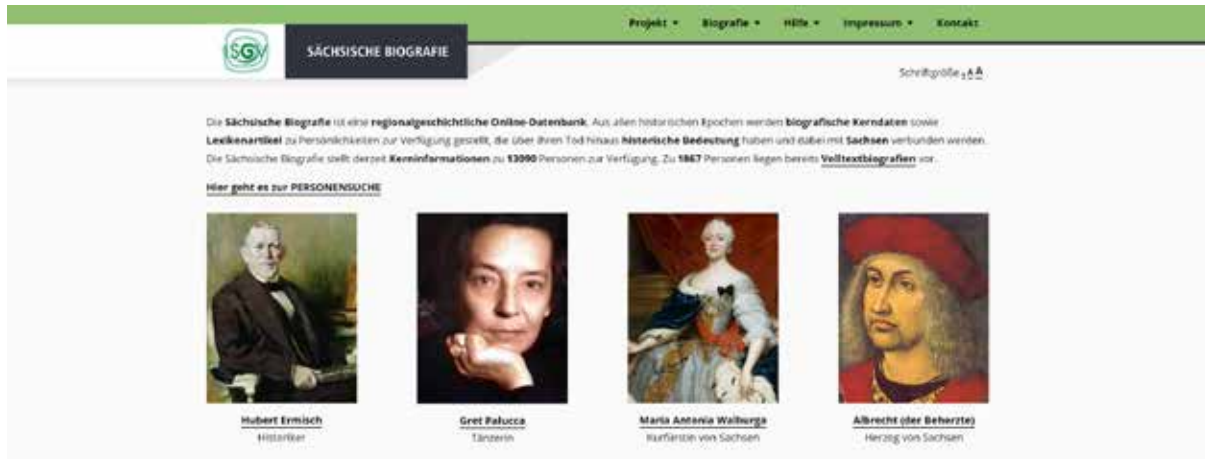 Projekt Biografie Hilfe Impressum Kontakt
ISGV
SÄCHSISCHE BIOGRAFIE
Schriftgröße A A A
Die Sächsische Biografie ist eine regionalgeschichtliche Online-Datenbank. Aus allen historischen Epochen werden biografische Kerndaten sowie
Lexikonartikel zu Persönlichkeiten zur Verfügung gestellt, die über ihren Tod hinaus historische Bedeutung haben und dabei mit Sachsen verbunden werden.
Die Sächsische Biografie stellt derzeit Kerninformationen zu 13090 Personen zur Verfügung. Zu 1867 Personen liegen bereits Volltextbiografien vor.
Hier geht es zur PERSONENSUCHE
Hubert Ermisch
Historiker
Gret Palucca
Tänzerin
Maria Antonia Walburga
Kurfürstin von Sachsen
Albrecht (der Beherzte)
Herzog von Sachsen